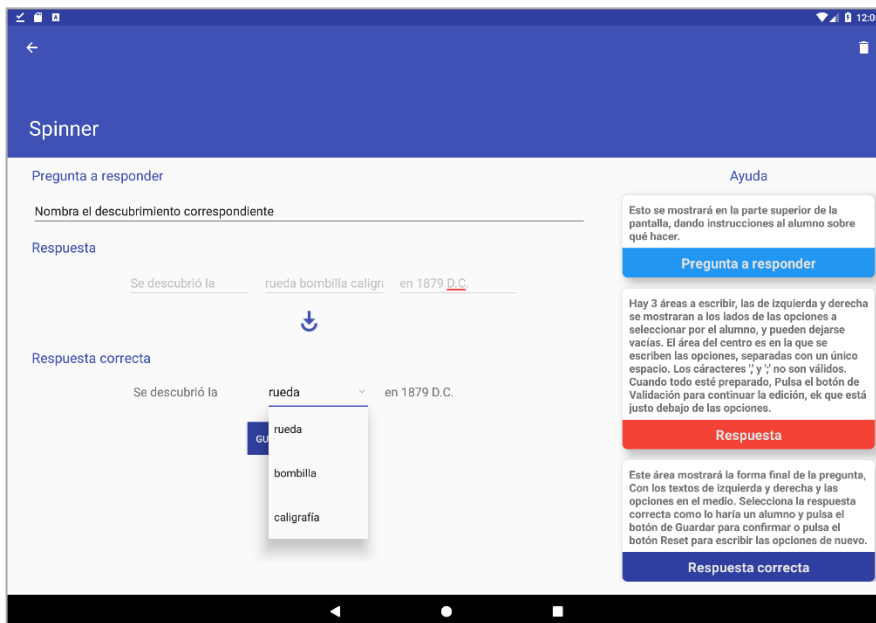 12:0
Spinner
Pregunta a responder
Nombra el descubrimiento correspondiente
Respuesta
Se descubrió la rueda bombilla caligra en 1879 D.C.
Respuesta correcta
Se descubrió la rueda en 1879 D.C.
GU
rueda
bombilla
caligrafía
Ayuda
Esto se mostrará en la parte superior de la
pantalla, dando instrucciones al alumno sobre
qué hacer.
Pregunta a responder
Hay 3 áreas a escribir, las de izquierda y derecha
se mostraran a los lados de las opciones a
seleccionar por el alumno, y pueden dejarse
vacías. El área del centro es en la que se
escriben las opciones, separadas con un único
espacio. Los cáracteres ',' y ';' no son válidos.
Cuando todo esté preparado, Pulsa el botón de
Validación para continuar la edición, ek que está
justo debajo de las opciones.
Respuesta
Este área mostrará la forma final de la pregunta,
Con los textos de izquierda y derecha y las
opciones en el medio. Selecciona la respuesta
correcta como lo haría un alumno y pulsa el
botón de Guardar para confirmar o pulsa el
botón Reset para escribir las opciones de nuevo.
Respuesta correcta